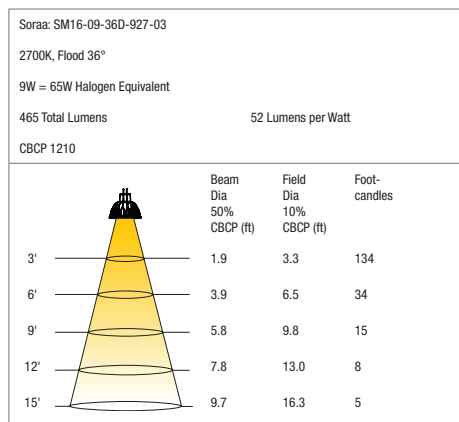 Soraa: SM16-09-36D-927-03
2700K, Flood 36°
9W = 65W Halogen Equivalent
465 Total Lumens 52 Lumens per Watt
CBCP 1210
Beam Dia 50% CBCP (ft) Field Dia 10% CBCP (ft) Foot-candles
3' 1.9 3.3 134
6' 3.9 6.5 34
9' 5.8 9.8 15
12' 7.8 13.0 8
15' 9.7 16.3 5